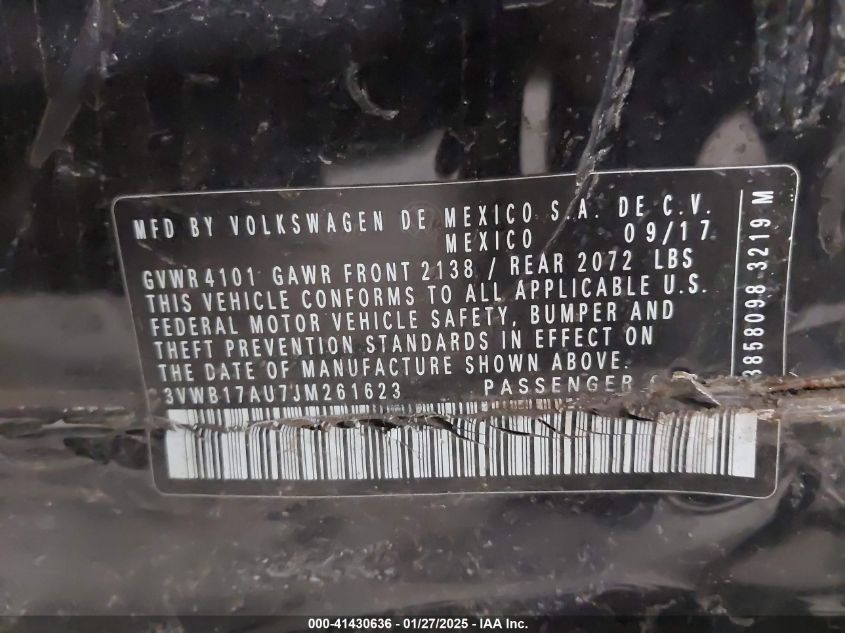 MFD BY VOLKSWAGEN DE MEXICO S.A. DE C.V.
MEXICO 09/17
GVWR 4101 GAWR FRONT 2138 / REAR 2072 LBS
THIS VEHICLE CONFORMS TO ALL APPLICABLE U.S.
FEDERAL MOTOR VEHICLE SAFETY, BUMPER AND
THEFT PREVENTION STANDARDS IN EFFECT ON
THE DATE OF MANUFACTURE SHOWN ABOVE.
3VWB17AU7JM261623 PASSENGER
3858098 3219 M
000-41430636 - 01/27/2025 - IAA Inc.